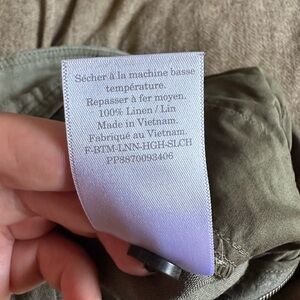 Sécher à la machine basse
température.
Repasser à fer moyen.
100% Linen / Lin
Made in Vietnam.
Fabriqué au Vietnam.
F-BTM-LNN-HGH-SLCH
PP8870093406